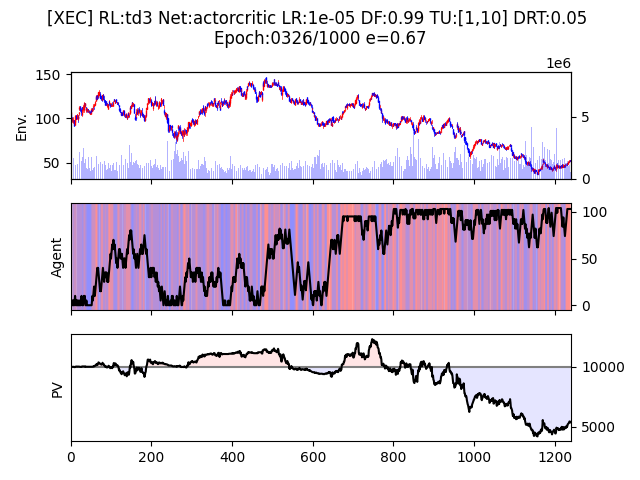 [XEC] RL:td3 Net:actorcritic LR:1e-05 DF:0.99 TU:[1,10] DRT:0.05
Epoch:0326/1000 e=0.67
1e6
150
100
50
Env.
5
0
Agent
100
50
0
PV
10000
5000
0 200 400 600 800 1000 1200